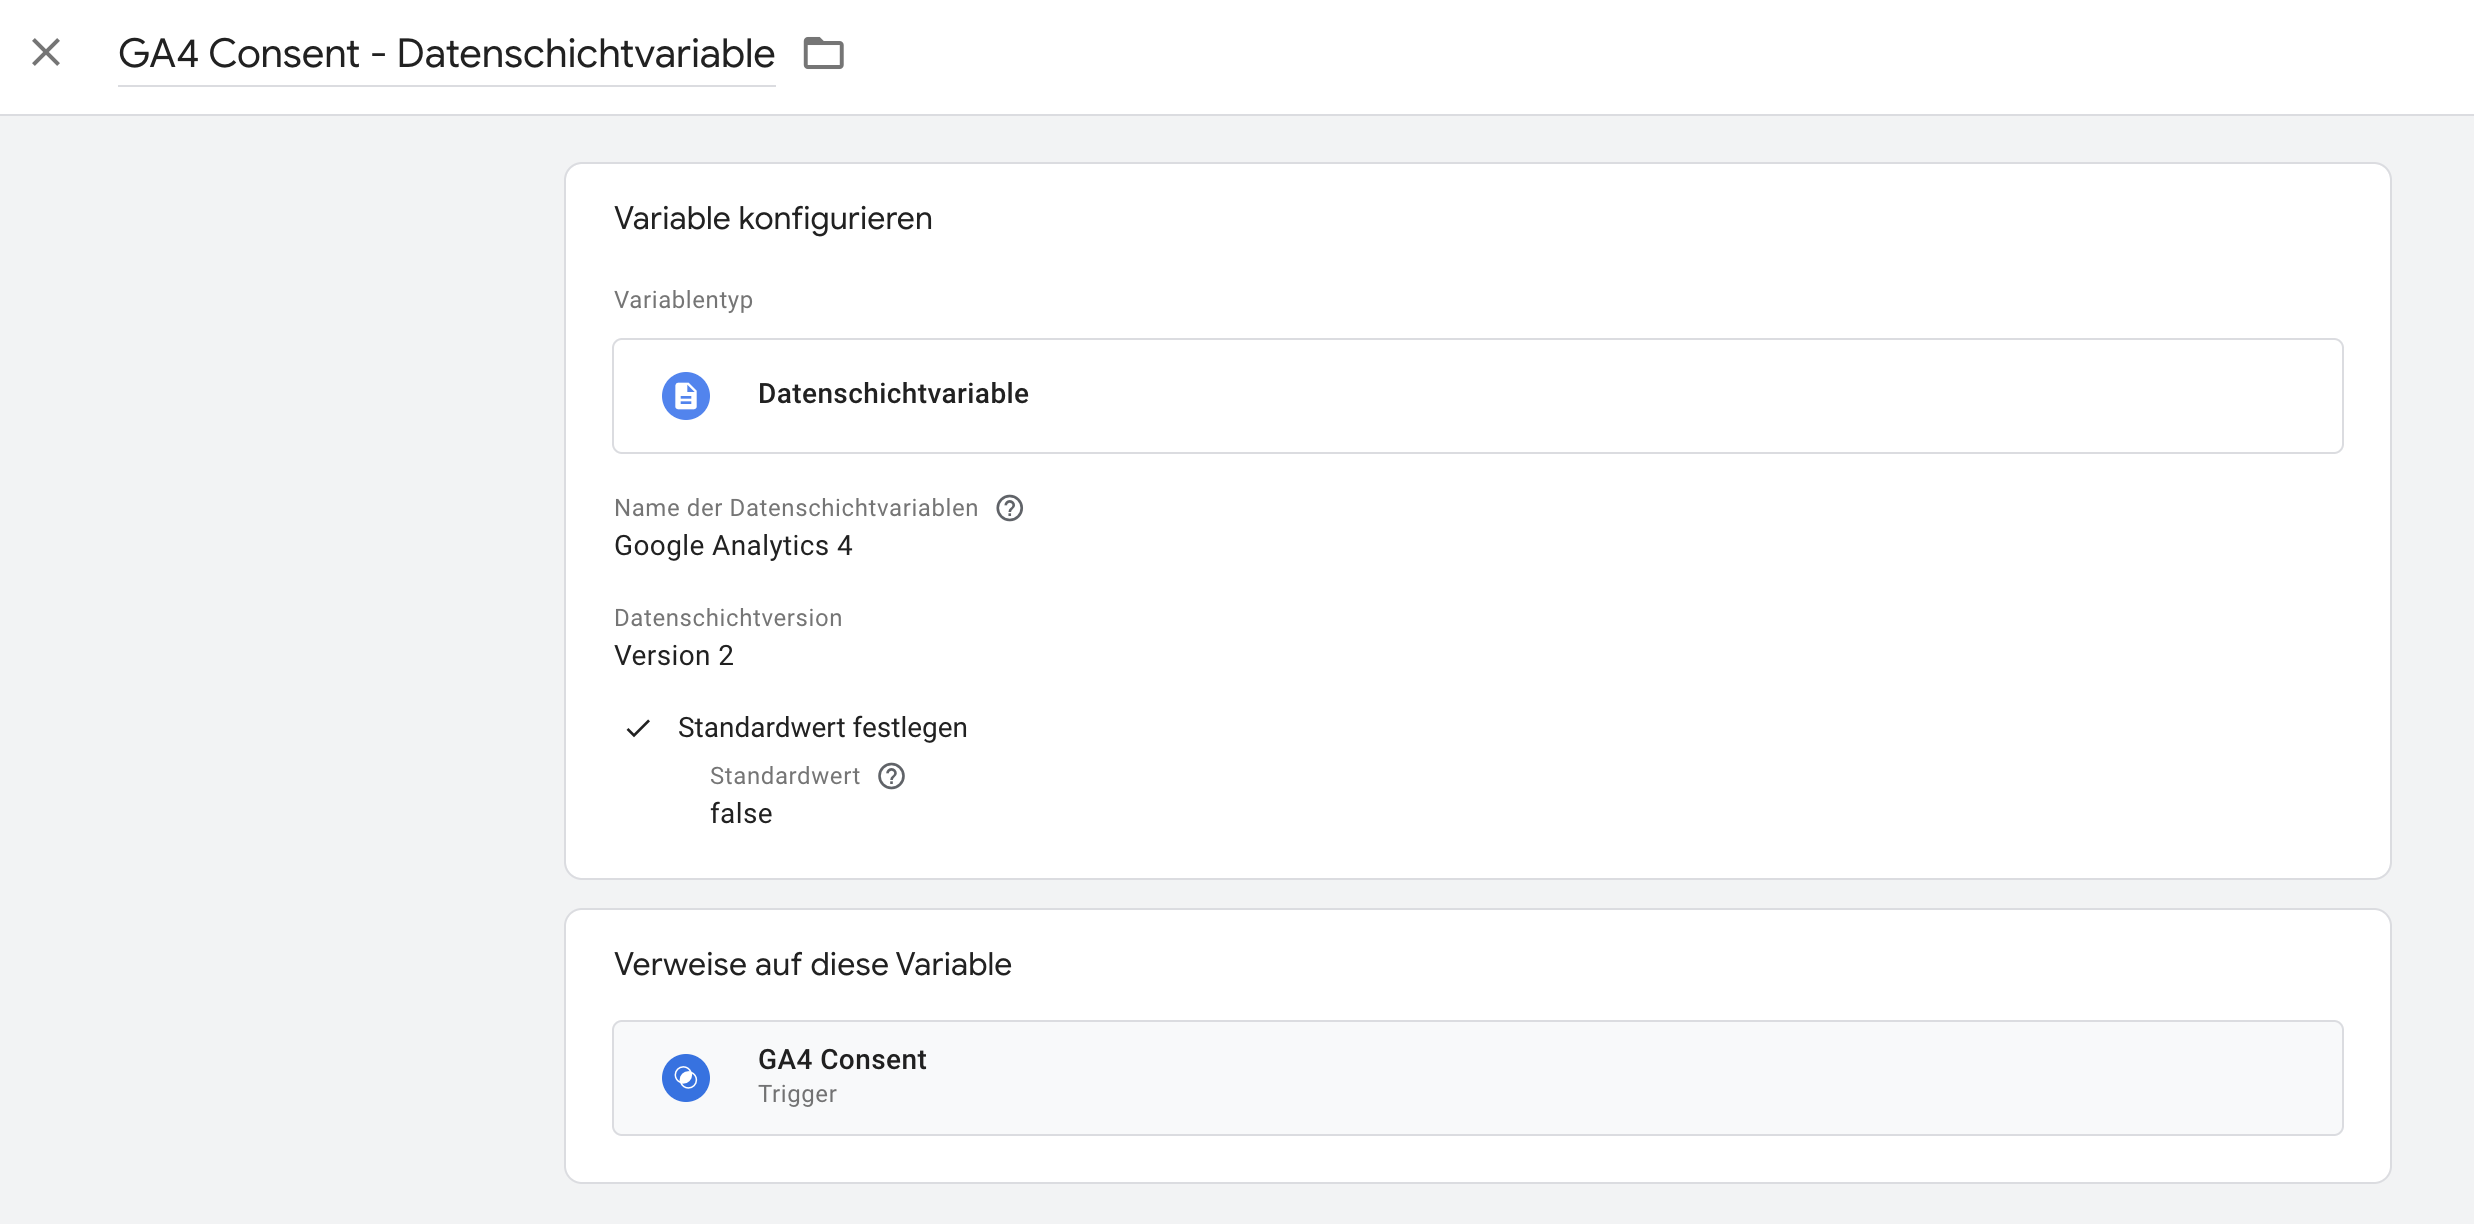 GA4 Consent - Datenschichtvariable
Variable konfigurieren
Variablentyp
Datenschichtvariable
Name der Datenschichtvariablen
Google Analytics 4
Datenschichtversion
Version 2
Standardwert festlegen
Standardwert
false
Verweise auf diese Variable
GA4 Consent
Trigger